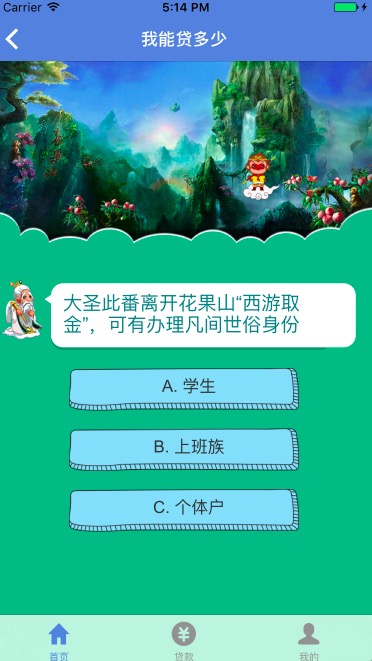 Carrier 5:14 PM
我能贷多少
大圣此番离开花果山“西游取
金”，可有办理凡间世俗身份
A. 学生
B. 上班族
C. 个体户
首页 贷款 我的